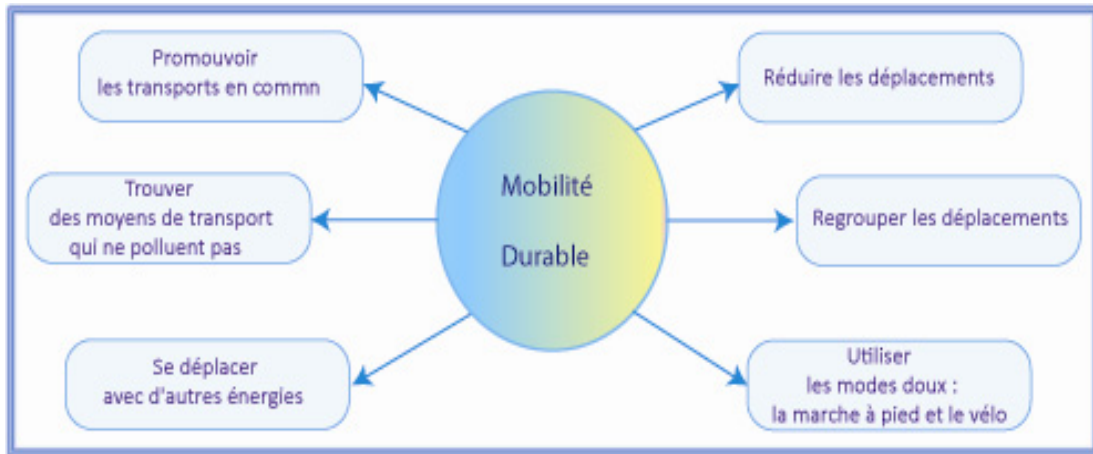 Promouvoir
les transports en commn
Réduire les déplacements
Mobilité
Durable
Trouver
des moyens de transport
qui ne polluent pas
Regrouper les déplacements
Se déplacer
avec d'autres énergies
Utiliser
les modes doux :
la marche à pied et le vélo